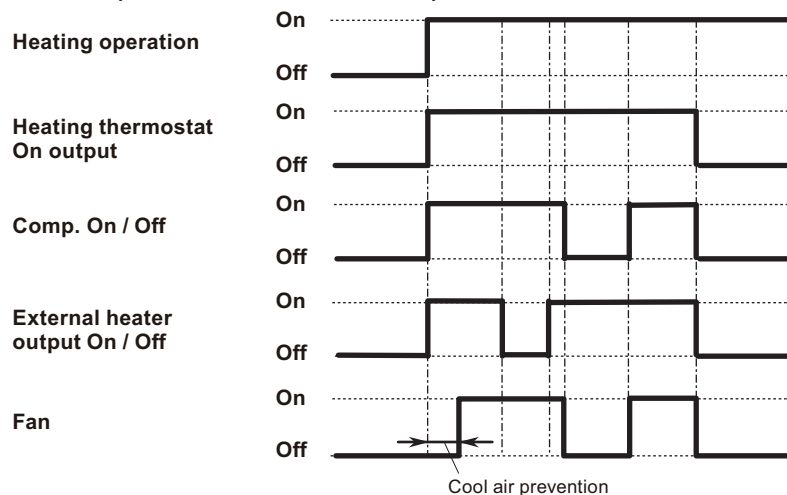 Heating operation
On
Off
Heating thermostat
On output
On
Off
Comp. On / Off
On
Off
External heater
output On / Off
On
Off
Fan
On
Off
Cool air prevention